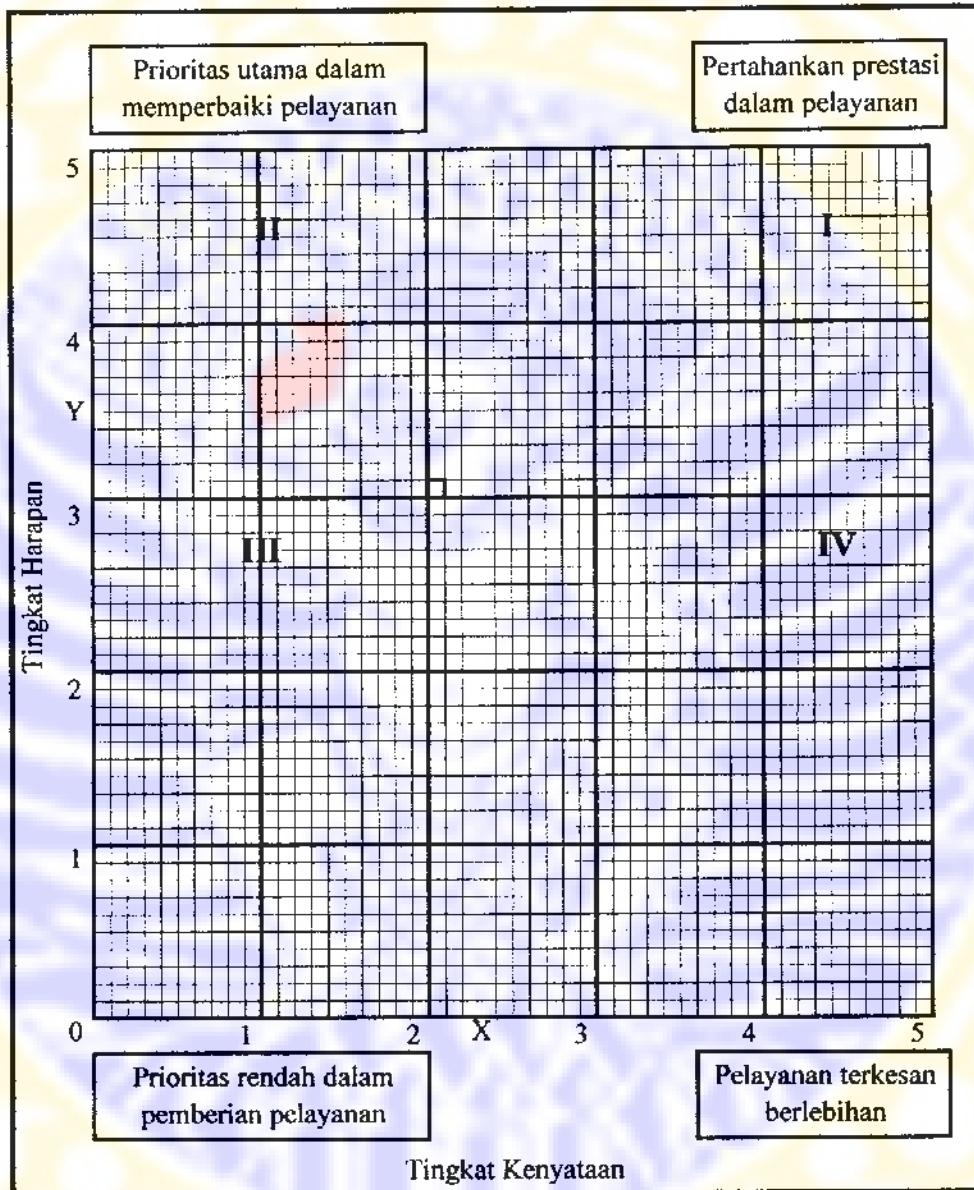 Prioritas utama dalam
memperbaiki pelayanan
Pertahankan prestasi
dalam pelayanan
5
II
I
4
Y
3
III
IV
Tingkat Harapan
2
1
0
1
2
X
3
4
5
Prioritas rendah dalam
pemberian pelayanan
Pelayanan terkesan
berlebihan
Tingkat Kenyataan